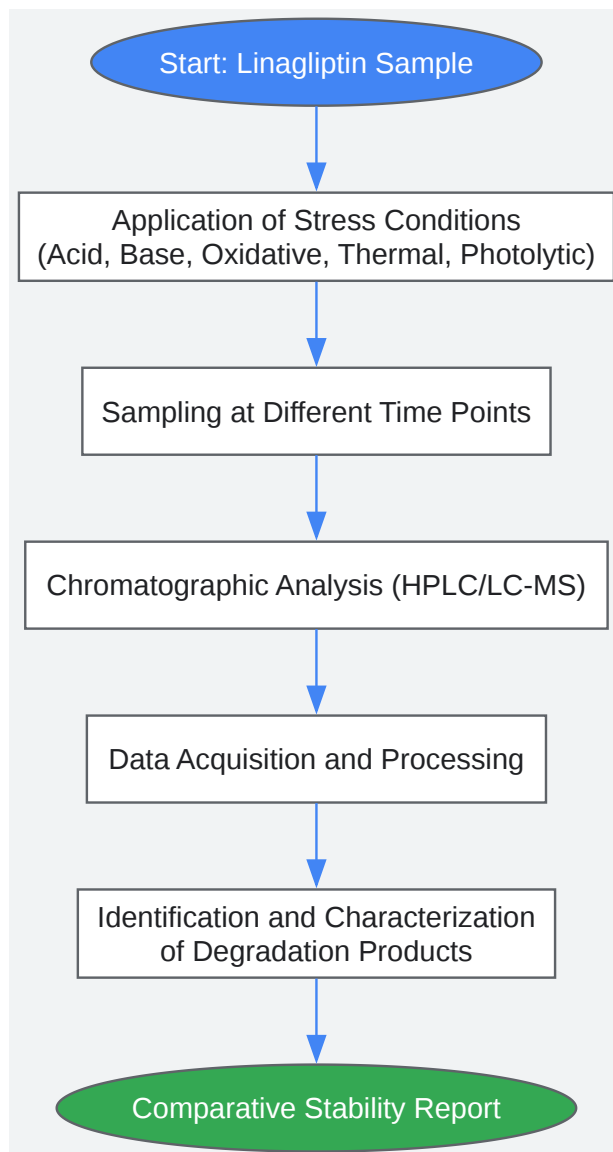 Start: Linagliptin Sample
Application of Stress Conditions
(Acid, Base, Oxidative, Thermal, Photolytic)
Sampling at Different Time Points
Chromatographic Analysis (HPLC/LC-MS)
Data Acquisition and Processing
Identification and Characterization
of Degradation Products
Comparative Stability Report